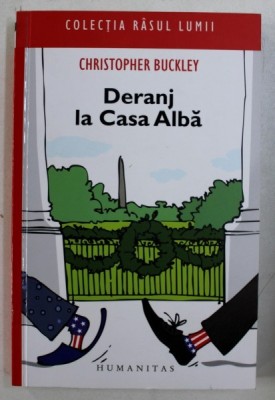 COLECȚIA RÂSUL LUMII
CHRISTOPHER BUCKLEY
Deranj
la Casa Albă
HUMANITAS